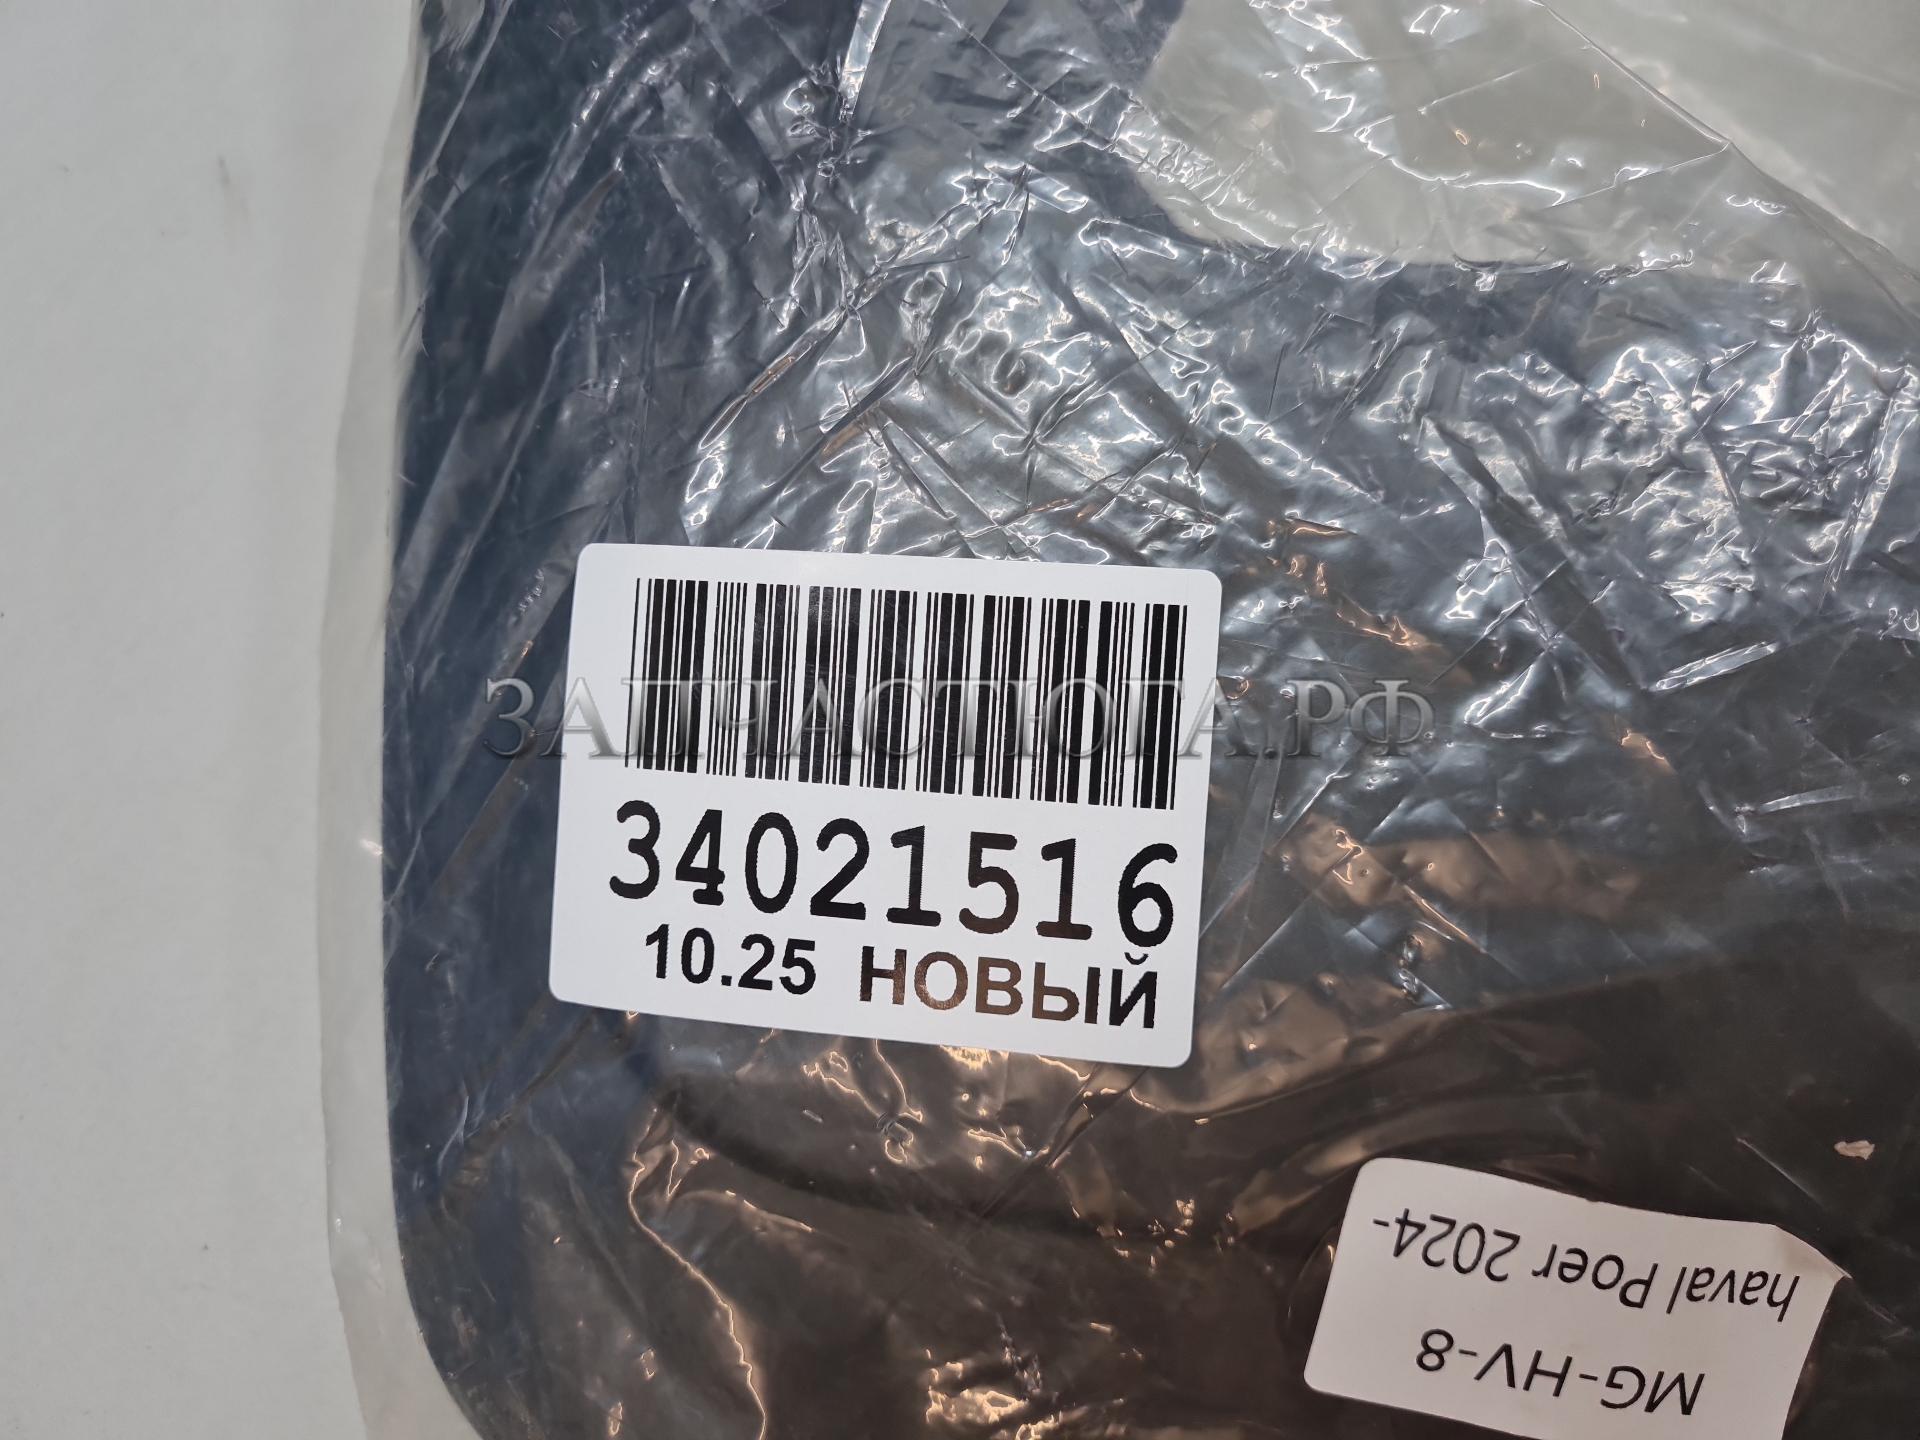 ЗАПЧАСТЮГА.РФ
34021516
10.25 НОВЫЙ
MG-HV-8
haval Poer 2024-